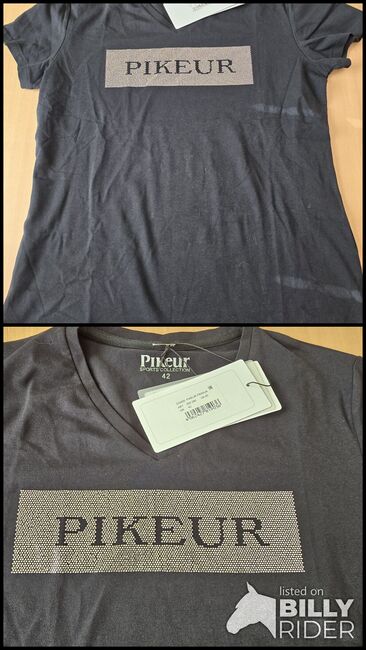 PIKEUR
Pikeur
SPORTS COLLECTION
42
PIKEUR
listed on
BILLY
RIDER